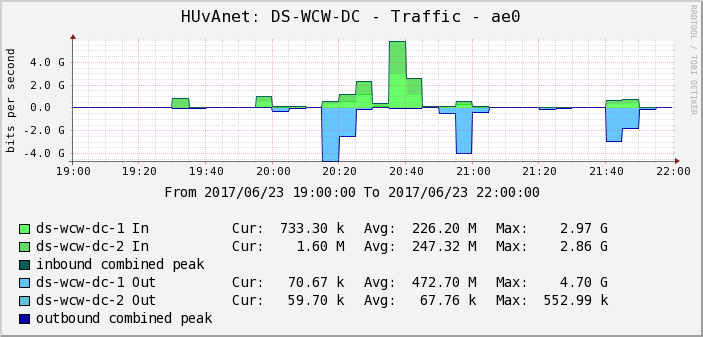 HUvAnet: DS-WCW-DC - Traffic - ae0
RRDTOOL / TOBI OETIKER
bits per second
4.0 G
2.0 G
0.0
-2.0 G
-4.0 G
19:00 19:20 19:40 20:00 20:20 20:40 21:00 21:20 21:40 22:00
From 2017/06/23 19:00:00 To 2017/06/23 22:00:00
ds-wcw-dc-1 In Cur: 733.30 k Avg: 226.20 M Max: 2.97 G
ds-wcw-dc-2 In Cur: 1.60 M Avg: 247.32 M Max: 2.86 G
inbound combined peak
ds-wcw-dc-1 Out Cur: 70.67 k Avg: 472.70 M Max: 4.70 G
ds-wcw-dc-2 Out Cur: 59.70 k Avg: 67.76 k Max: 552.99 k
outbound combined peak